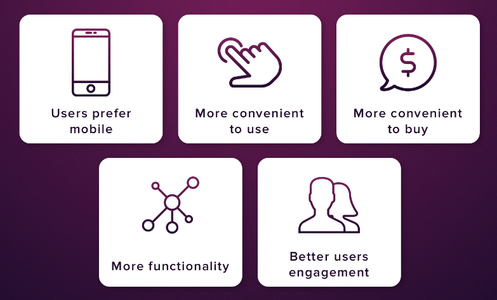 $
Users prefer
mobile
More convenient
to use
More convenient
to buy
More functionality
Better users
engagement